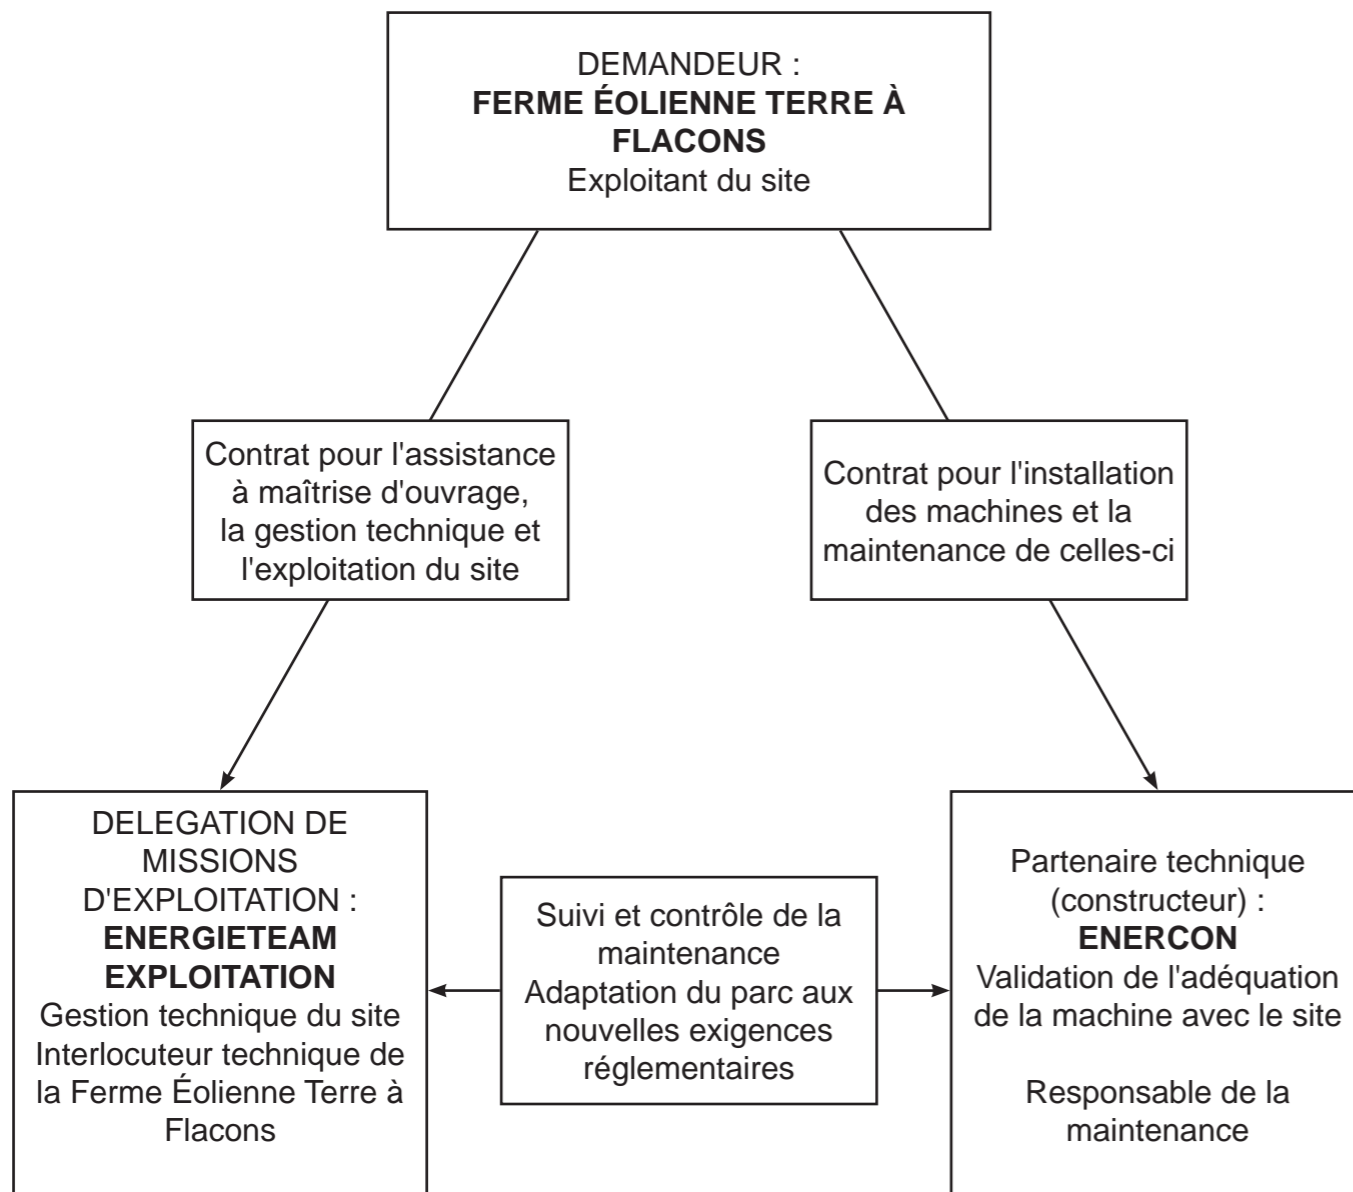 DEMANDEUR :
FERME ÉOLIENNE TERRE À
FLACONS
Exploitant du site
Contrat pour l'assistance
à maîtrise d'ouvrage,
la gestion technique et
l'exploitation du site
Contrat pour l'installation
des machines et la
maintenance de celles-ci
DELEGATION DE
MISSIONS
D'EXPLOITATION :
ENERGIETEAM
EXPLOITATION
Gestion technique du site
Interlocuteur technique de
la Ferme Éolienne Terre à
Flacons
Suivi et contrôle de la
maintenance
Adaptation du parc aux
nouvelles exigences
réglementaires
Partenaire technique
(constructeur) :
ENERCON
Validation de l'adéquation
de la machine avec le site
Responsable de la
maintenance